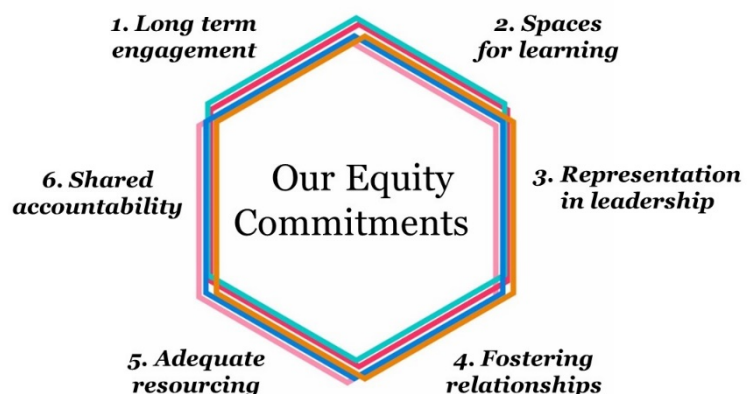 1. Long term
engagement
2. Spaces
for learning
6. Shared
accountability
Our Equity
Commitments
3. Representation
in leadership
5. Adequate
resourcing
4. Fostering
relationships